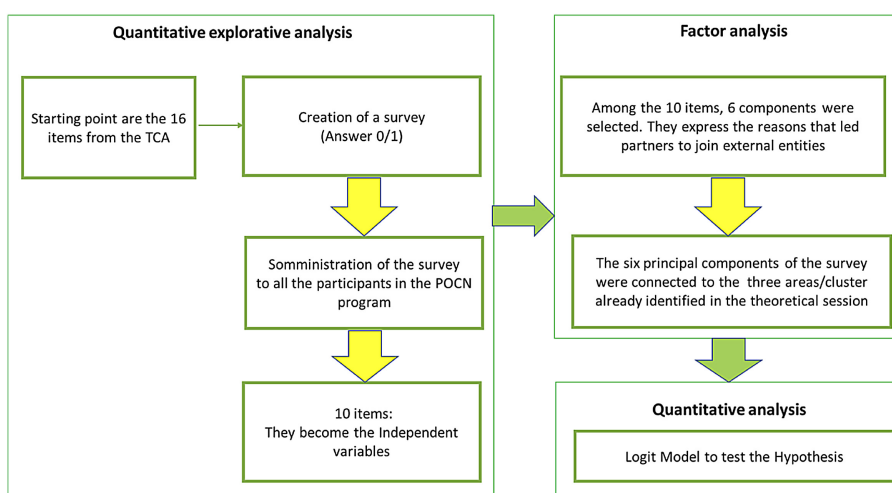 Quantitative explorative analysis
Starting point are the 16
items from the TCA
Creation of a survey
(Answer 0/1)
Somministration of the survey
to all the participants in the POCN
program
10 items:
They become the Independent
variables
Factor analysis
Among the 10 items, 6 components were
selected. They express the reasons that led
partners to join external entities
The six principal components of the survey
were connected to the three areas/cluster
already identified in the theoretical session
Quantitative analysis
Logit Model to test the Hypothesis